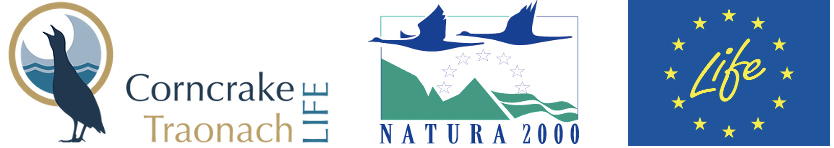 Corncrake
Traonach
LIFE
NATURA 2000
Life